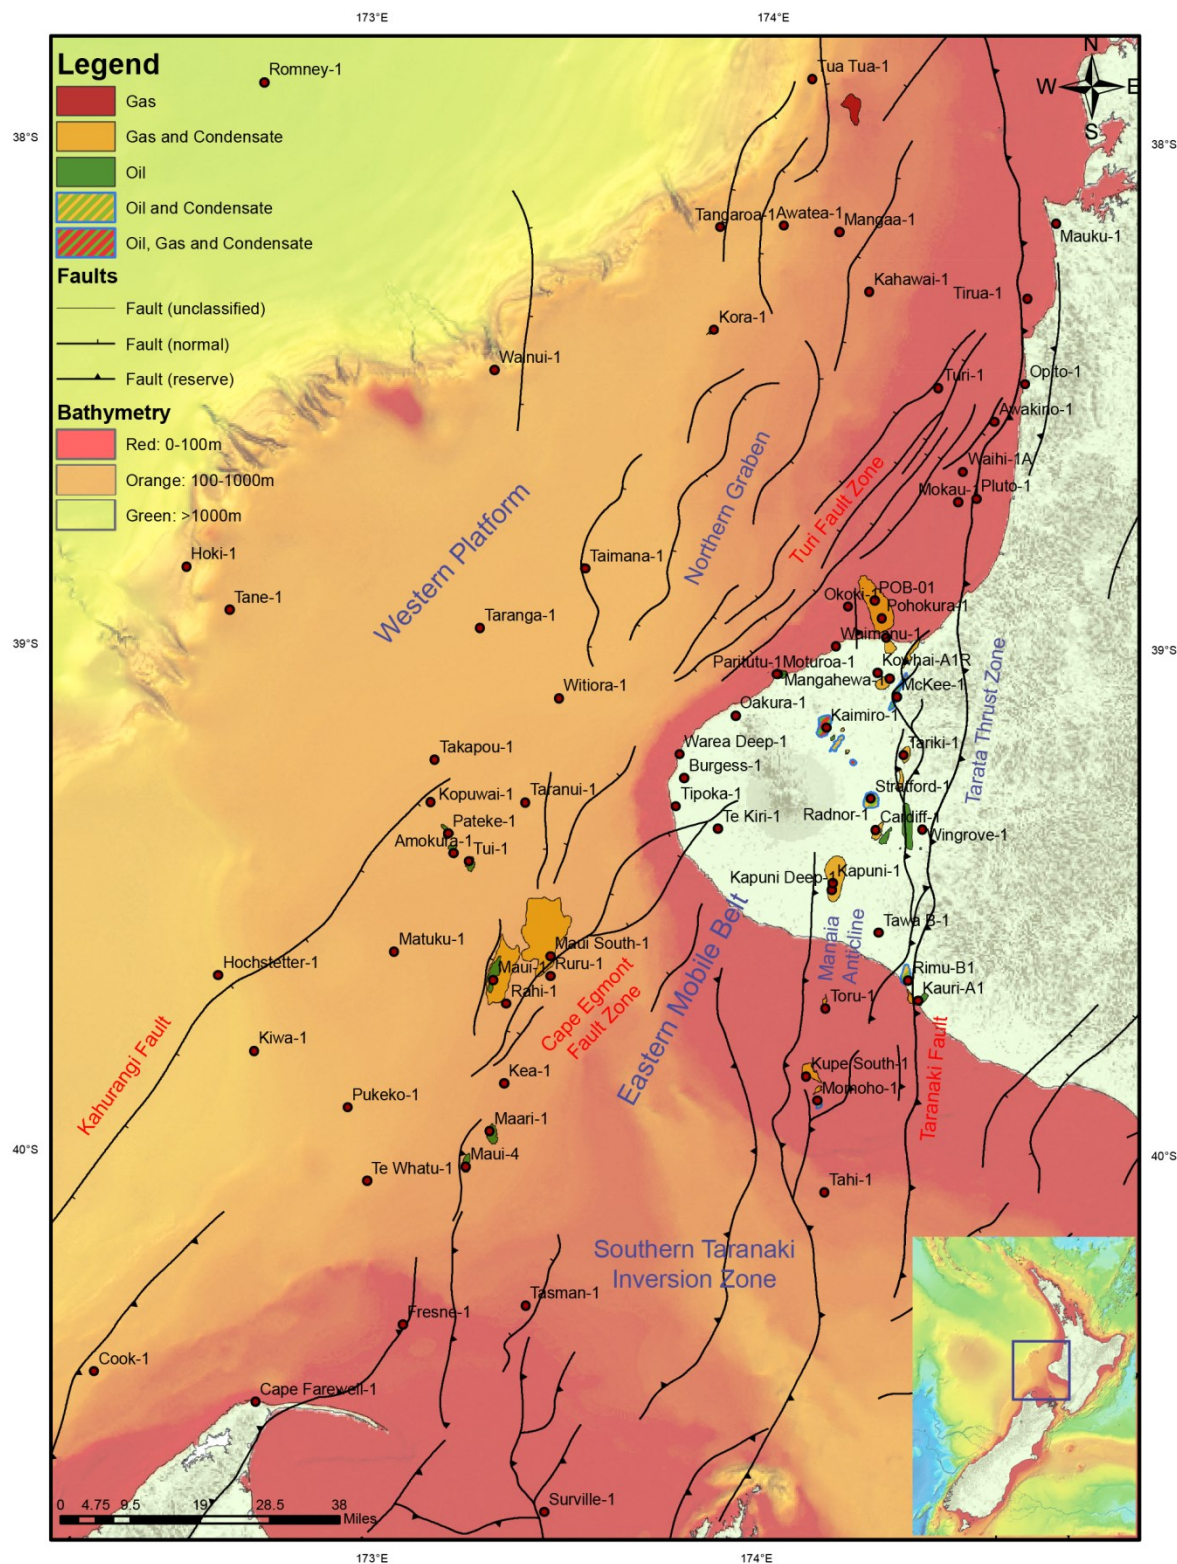 173°E
174°E
Legend
Gas
Gas and Condensate
Oil
Oil and Condensate
Oil, Gas and Condensate
Faults
Fault (unclassified)
Fault (normal)
Fault (reserve)
Bathymetry
Red: 0-100m
Orange: 100-1000m
Green: >1000m
N
W
E
S
38°S
38°S
Romney-1
Tua Tua-1
Tangaroa-1
Awatea-1
Mangaa-1
Mauku-1
Kahawai-1
Tirua-1
Kora-1
Wainui-1
Turi-1
Opito-1
Awakino-1
Waihi-1A
Mokau-1
Pluto-1
Northern Graben
Turi Fault Zone
Western Platform
Hoki-1
Taimana-1
Tane-1
Taranga-1
Okoki-1
POB-01
Pohokura-1
39°S
39°S
Waimanu-1
Paritutu-1
Moturoa-1
Kowhai-A1R
Mangahewa-1
McKee-1
Witiora-1
Oakura-1
Kaimiro-1
Tarata Thrust Zone
Takapou-1
Warea Deep-1
Tariki-1
Burgess-1
Kopuwai-1
Taranui-1
Tipoka-1
Stratford-1
Pateke-1
Te Kiri-1
Radnor-1
Cardiff-1
Wingrove-1
Amokura-1
Tui-1
Kapuni Deep-1
Kapuni-1
Eastern Mobile Belt
Manaia
Anticline
Tawa B-1
Matuku-1
Maui South-1
Hochstetter-1
Maui-1
Ruru-1
Rimu-B1
Kauri-A1
Rahi-1
Toru-1
Cape Egmont
Fault Zone
Kahurangi Fault
Kiwa-1
Kea-1
Kupe South-1
Momoho-1
Taranaki Fault
Pukeko-1
Maari-1
40°S
40°S
Te Whatu-1
Maui-4
Tahi-1
Southern Taranaki
Inversion Zone
Tasman-1
Fresne-1
Cook-1
Cape Farewell-1
Surville-1
0 4.75 9.5 19 28.5 38
Miles
173°E
174°E